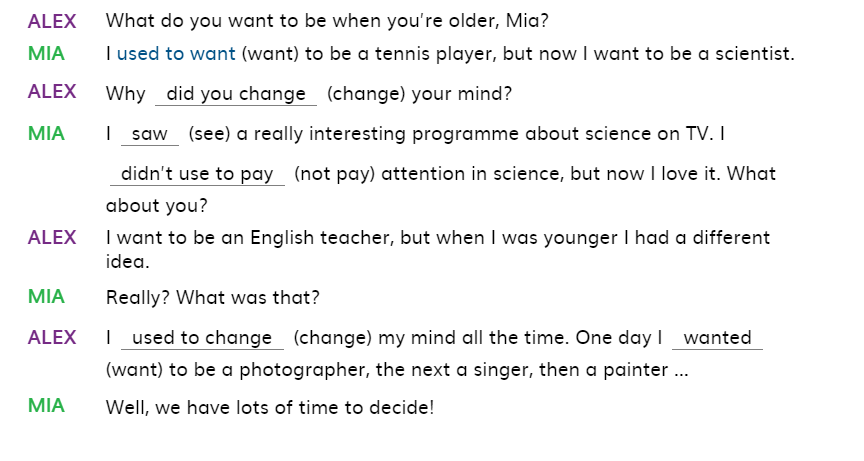 ALEX What do you want to be when you're older, Mia?
MIA I used to want (want) to be a tennis player, but now I want to be a scientist.
ALEX Why did you change (change) your mind?
MIA I saw (see) a really interesting programme about science on TV. I
didn't use to pay (not pay) attention in science, but now I love it. What
about you?
ALEX I want to be an English teacher, but when I was younger I had a different
idea.
MIA Really? What was that?
ALEX I used to change (change) my mind all the time. One day I wanted
(want) to be a photographer, the next a singer, then a painter ...
MIA Well, we have lots of time to decide!